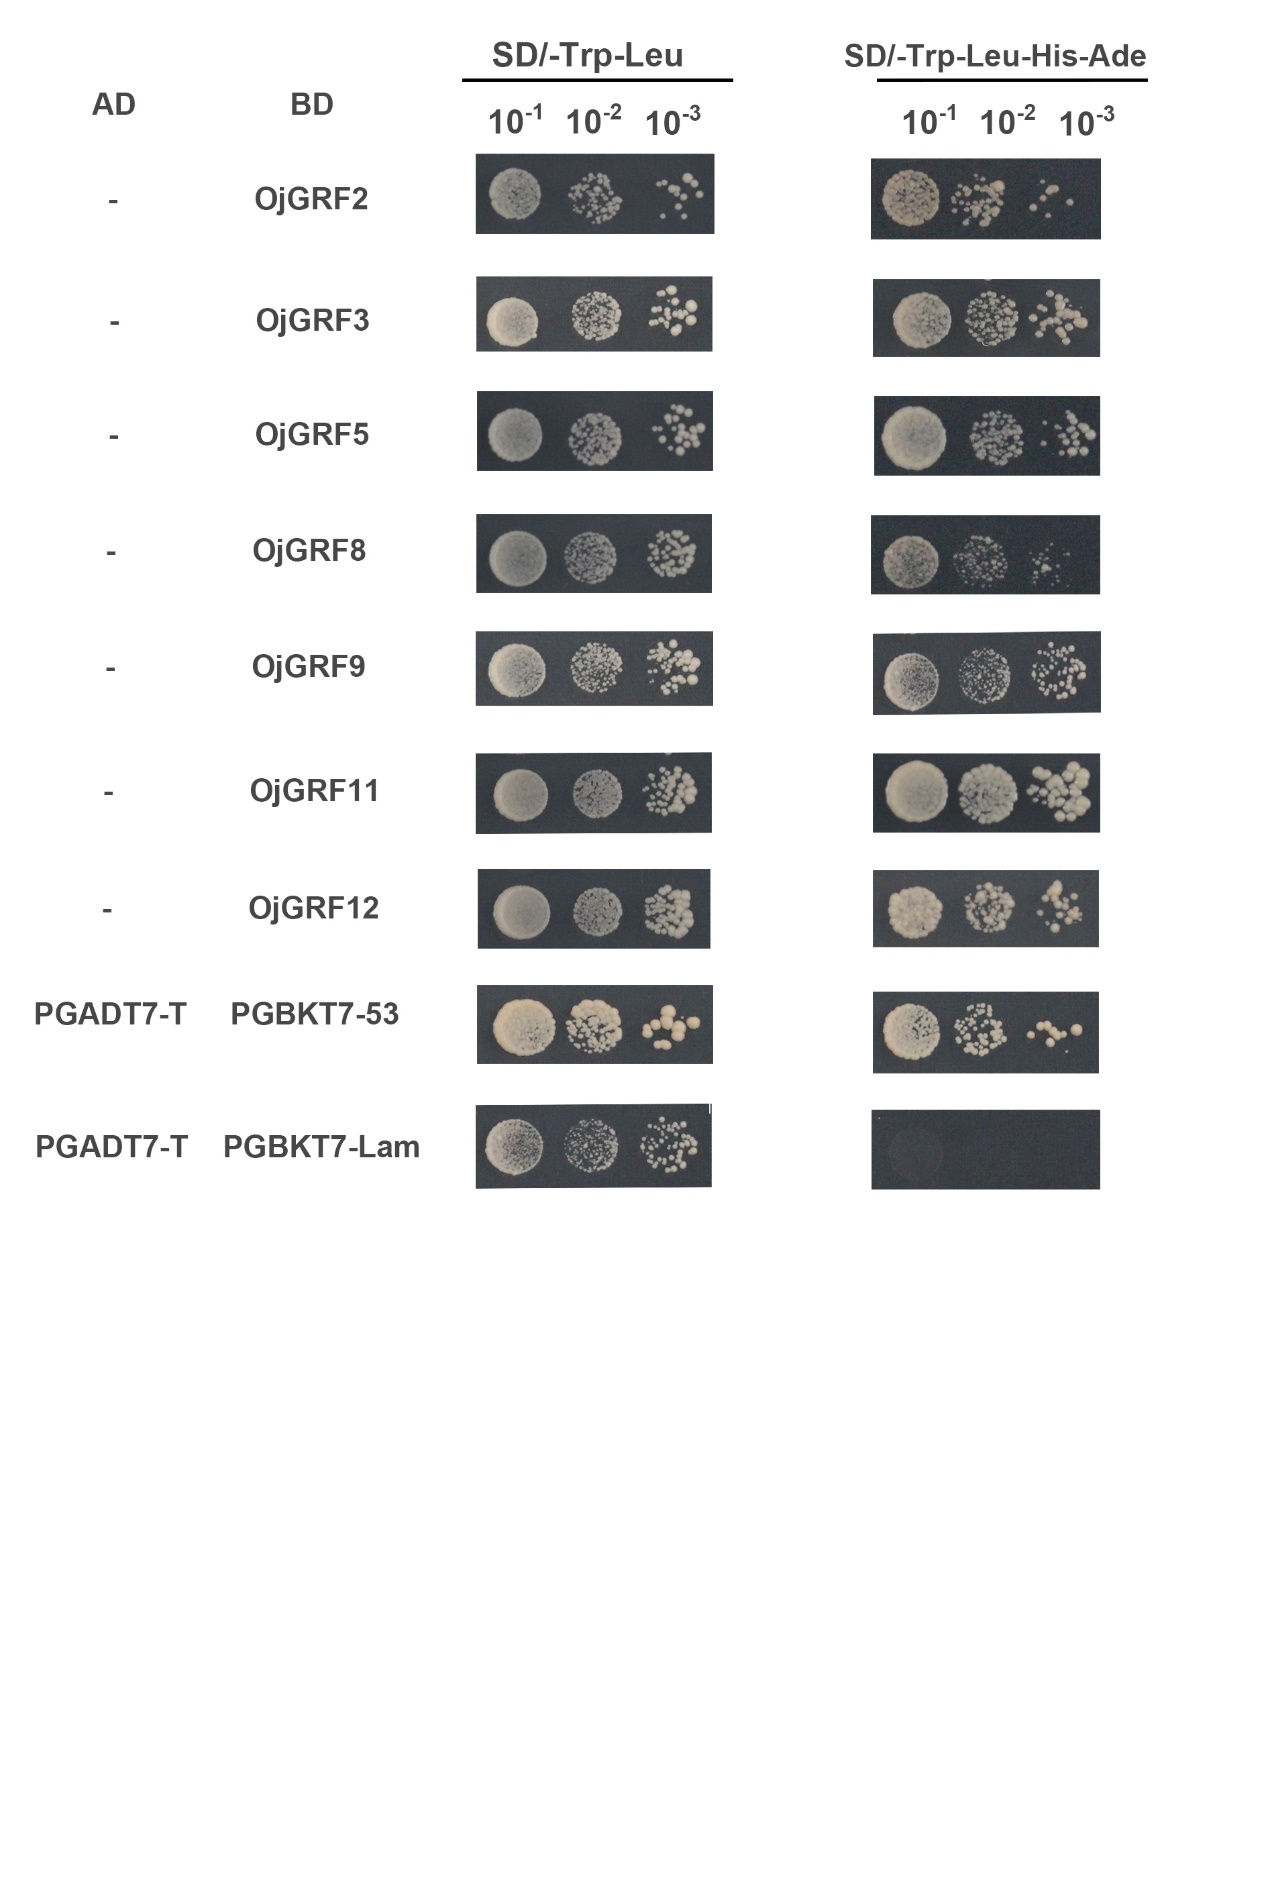 SD/-Trp-Leu SD/-Trp-Leu-His-Ade
AD BD 10-1 10-2 10-3 10-1 10-2 10-3
- OjGRF2
- OjGRF3
- OjGRF5
- OjGRF8
- OjGRF9
- OjGRF11
- OjGRF12
PGADT7-T PGBKT7-53
PGADT7-T PGBKT7-Lam